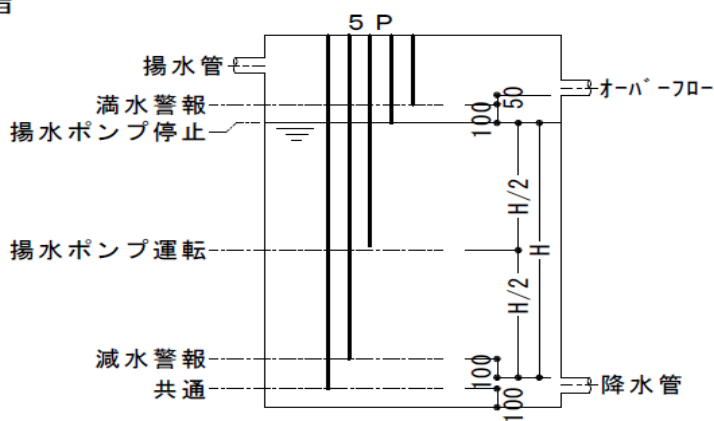 5 P
揚水管
オーバーフロー
満水警報
50
100
揚水ポンプ停止
H/2
H
揚水ポンプ運転
H/2
減水警報
100
共通
降水管
100